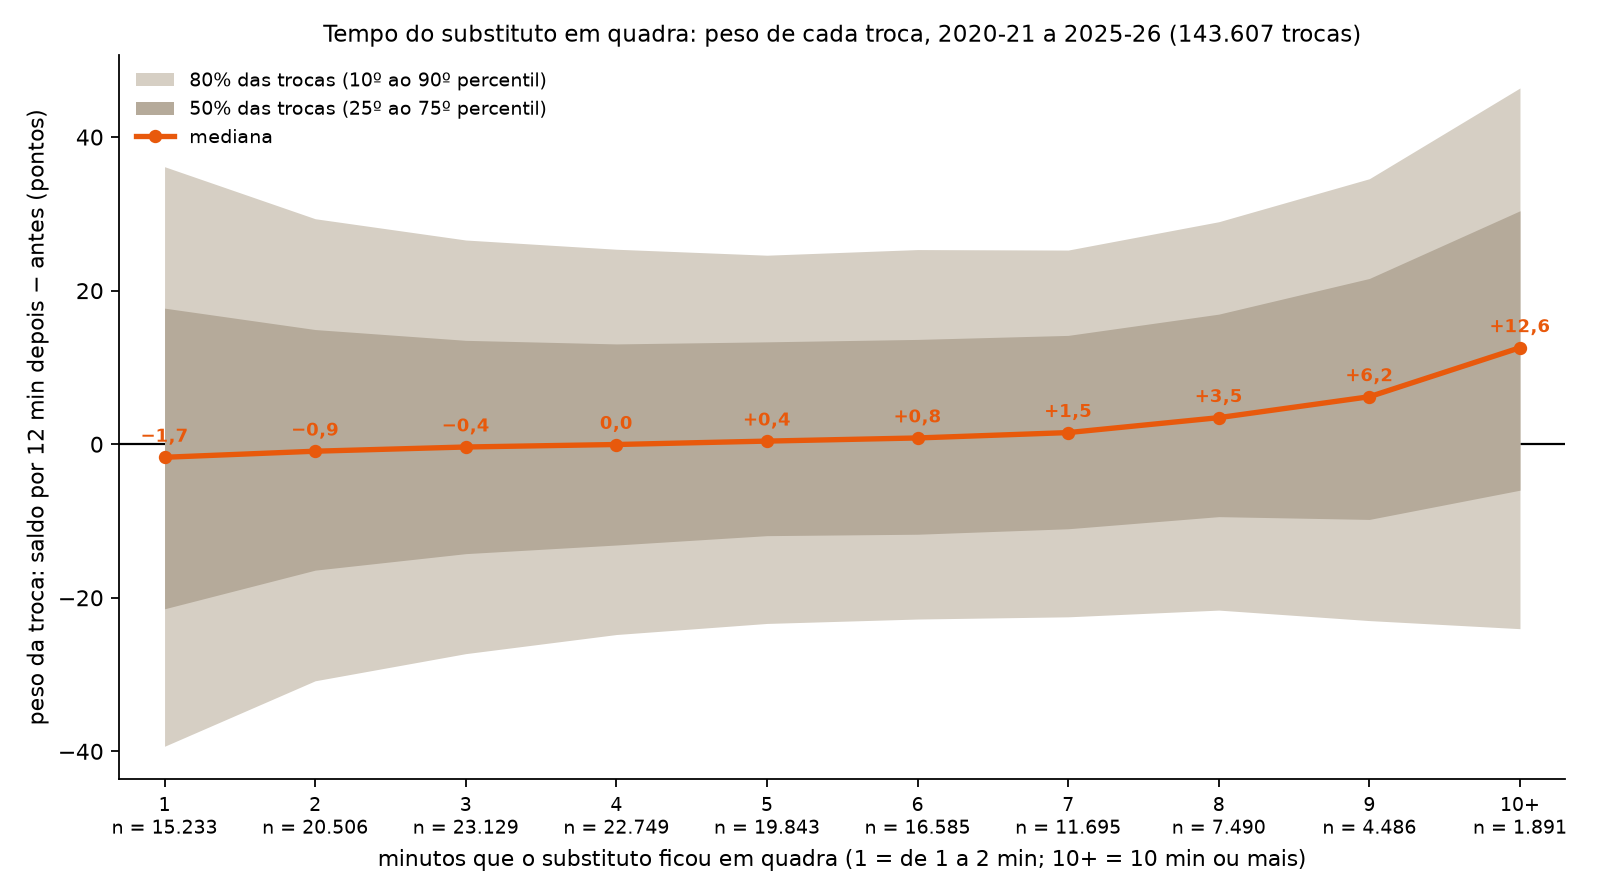 Tempo do substituto em quadra: peso de cada troca, 2020-21 a 2025-26 (143.607 trocas)
80% das trocas (10º ao 90º percentil)
50% das trocas (25º ao 75º percentil)
mediana
peso da troca: saldo por 12 min depois − antes (pontos)
40
20
0
−20
−40
−1,7
−0,9
−0,4
0,0
+0,4
+0,8
+1,5
+3,5
+6,2
+12,6
1 2 3 4 5 6 7 8 9 10+
n = 15.233 n = 20.506 n = 23.129 n = 22.749 n = 19.843 n = 16.585 n = 11.695 n = 7.490 n = 4.486 n = 1.891
minutos que o substituto ficou em quadra (1 = de 1 a 2 min; 10+ = 10 min ou mais)